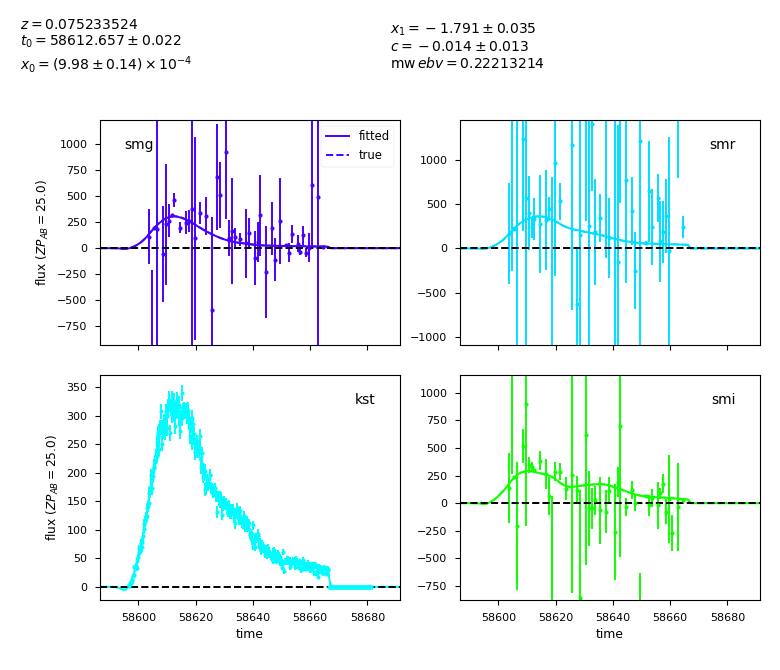 z = 0.075233524
t₀ = 58612.657 ± 0.022
x₀ = (9.98 ± 0.14) × 10⁻⁴
x₁ = −1.791 ± 0.035
c = −0.014 ± 0.013
mw ebv = 0.22213214
smg
fitted
true
1000
750
500
250
0
−250
−500
−750
flux (ZP_AB = 25.0)
smr
1000
500
0
−500
−1000
kst
350
300
250
200
150
100
50
0
flux (ZP_AB = 25.0)
58600 58620 58640 58660 58680
time
smi
1000
750
500
250
0
−250
−500
−750
58600 58620 58640 58660 58680
time